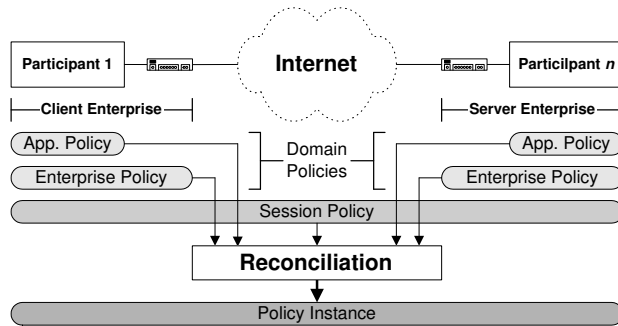 Participant 1
Internet
Particilpant n
Client Enterprise
Server Enterprise
App. Policy
Domain
Policies
App. Policy
Enterprise Policy
Enterprise Policy
Session Policy
Reconciliation
Policy Instance